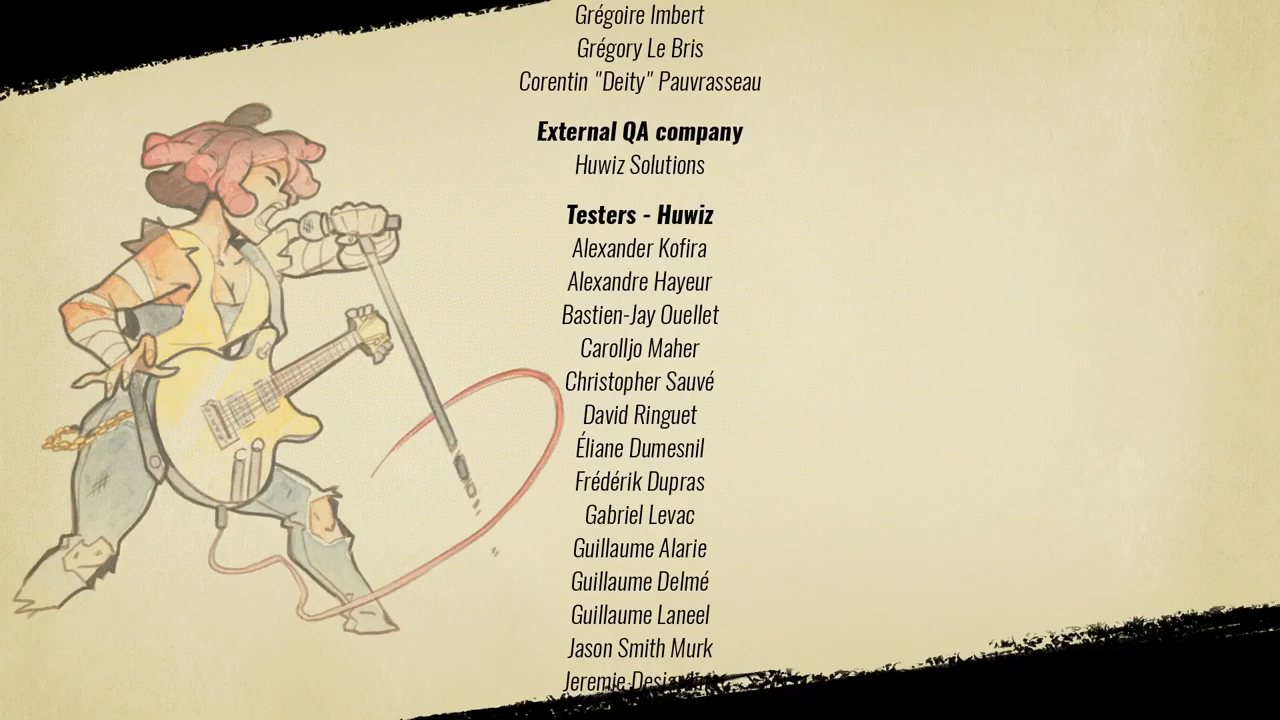 Grégoire Imbert
Grégory Le Bris
Corentin "Deity" Pauvrasseau
External QA company
Huwiz Solutions
Testers - Huwiz
Alexander Kofira
Alexandre Hayeur
Bastien-Jay Ouellet
Carolljo Maher
Christopher Sauvé
David Ringuet
Éliane Dumesnil
Frédérik Dupras
Gabriel Levac
Guillaume Alarie
Guillaume Delmé
Guillaume Laneel
Jason Smith Murk
Jeremie